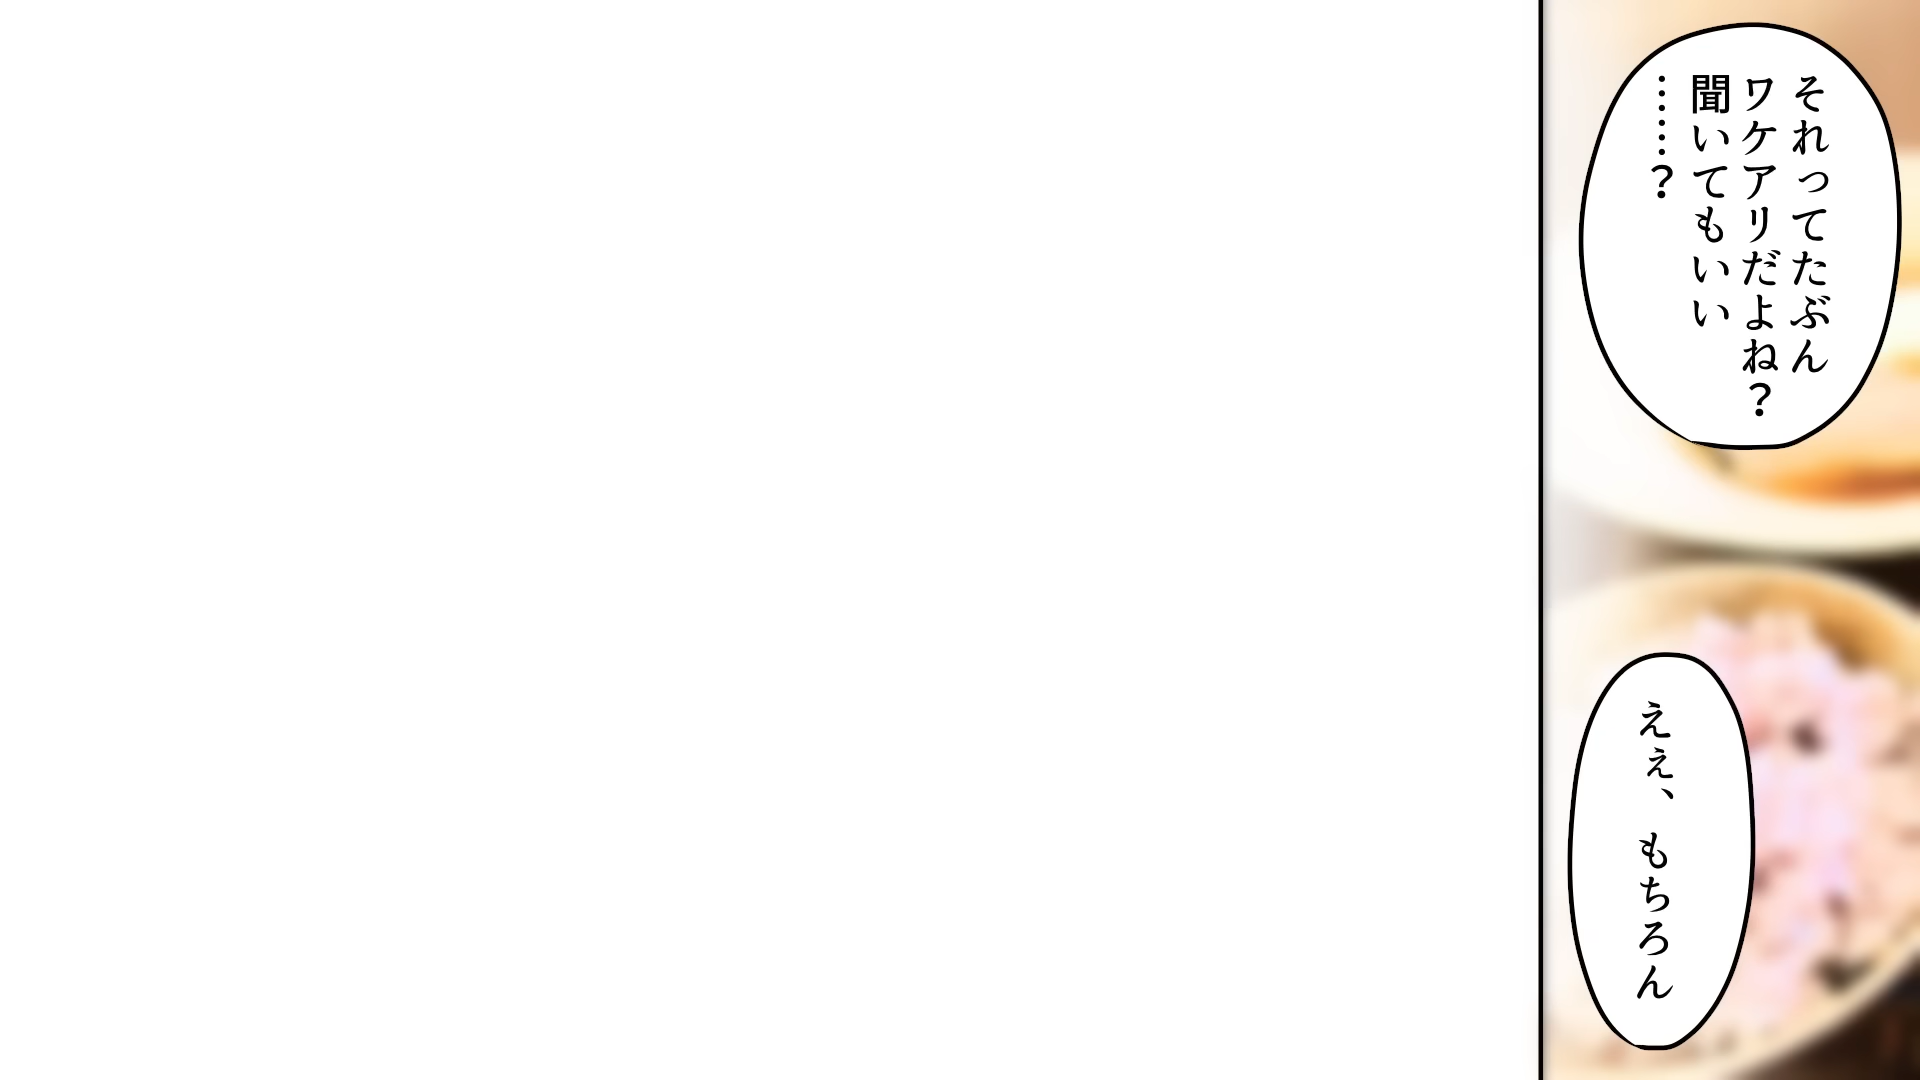 それってたぶん
ワケアリだよね？
聞いてもいい
……？
えぇ、もちろん